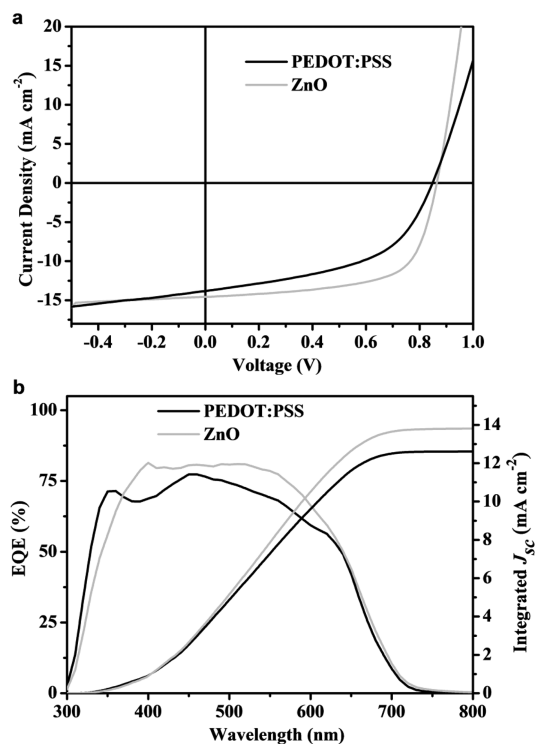 a
PEDOT:PSS
ZnO
Current Density (mA cm-2)
20
15
10
5
0
-5
-10
-15
-0.4 -0.2 0.0 0.2 0.4 0.6 0.8 1.0
Voltage (V)
b
PEDOT:PSS
ZnO
EQE (%)
100
75
50
25
0
Integrated JSC (mA cm-2)
14
12
10
8
6
4
2
0
300 400 500 600 700 800
Wavelength (nm)